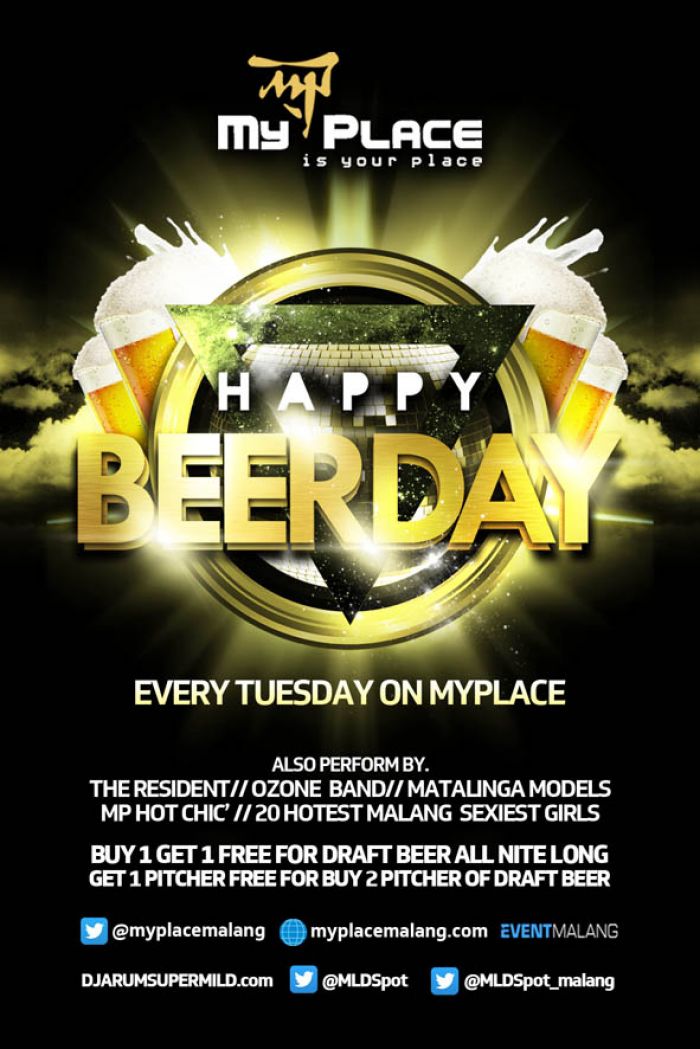 mp
MY PLACE
is your place
HAPPY
BEERDAY
EVERY TUESDAY ON MYPLACE
ALSO PERFORM BY.
THE RESIDENT// OZONE BAND// MATALINGA MODELS
MP HOT CHIC' // 20 HOTEST MALANG SEXIEST GIRLS
BUY 1 GET 1 FREE FOR DRAFT BEER ALL NITE LONG
GET 1 PITCHER FREE FOR BUY 2 PITCHER OF DRAFT BEER
@myplacemalang myplacemalang.com EVENTMALANG
DJARUMSUPERMILD.com @MLDSpot @MLDSpot_malang